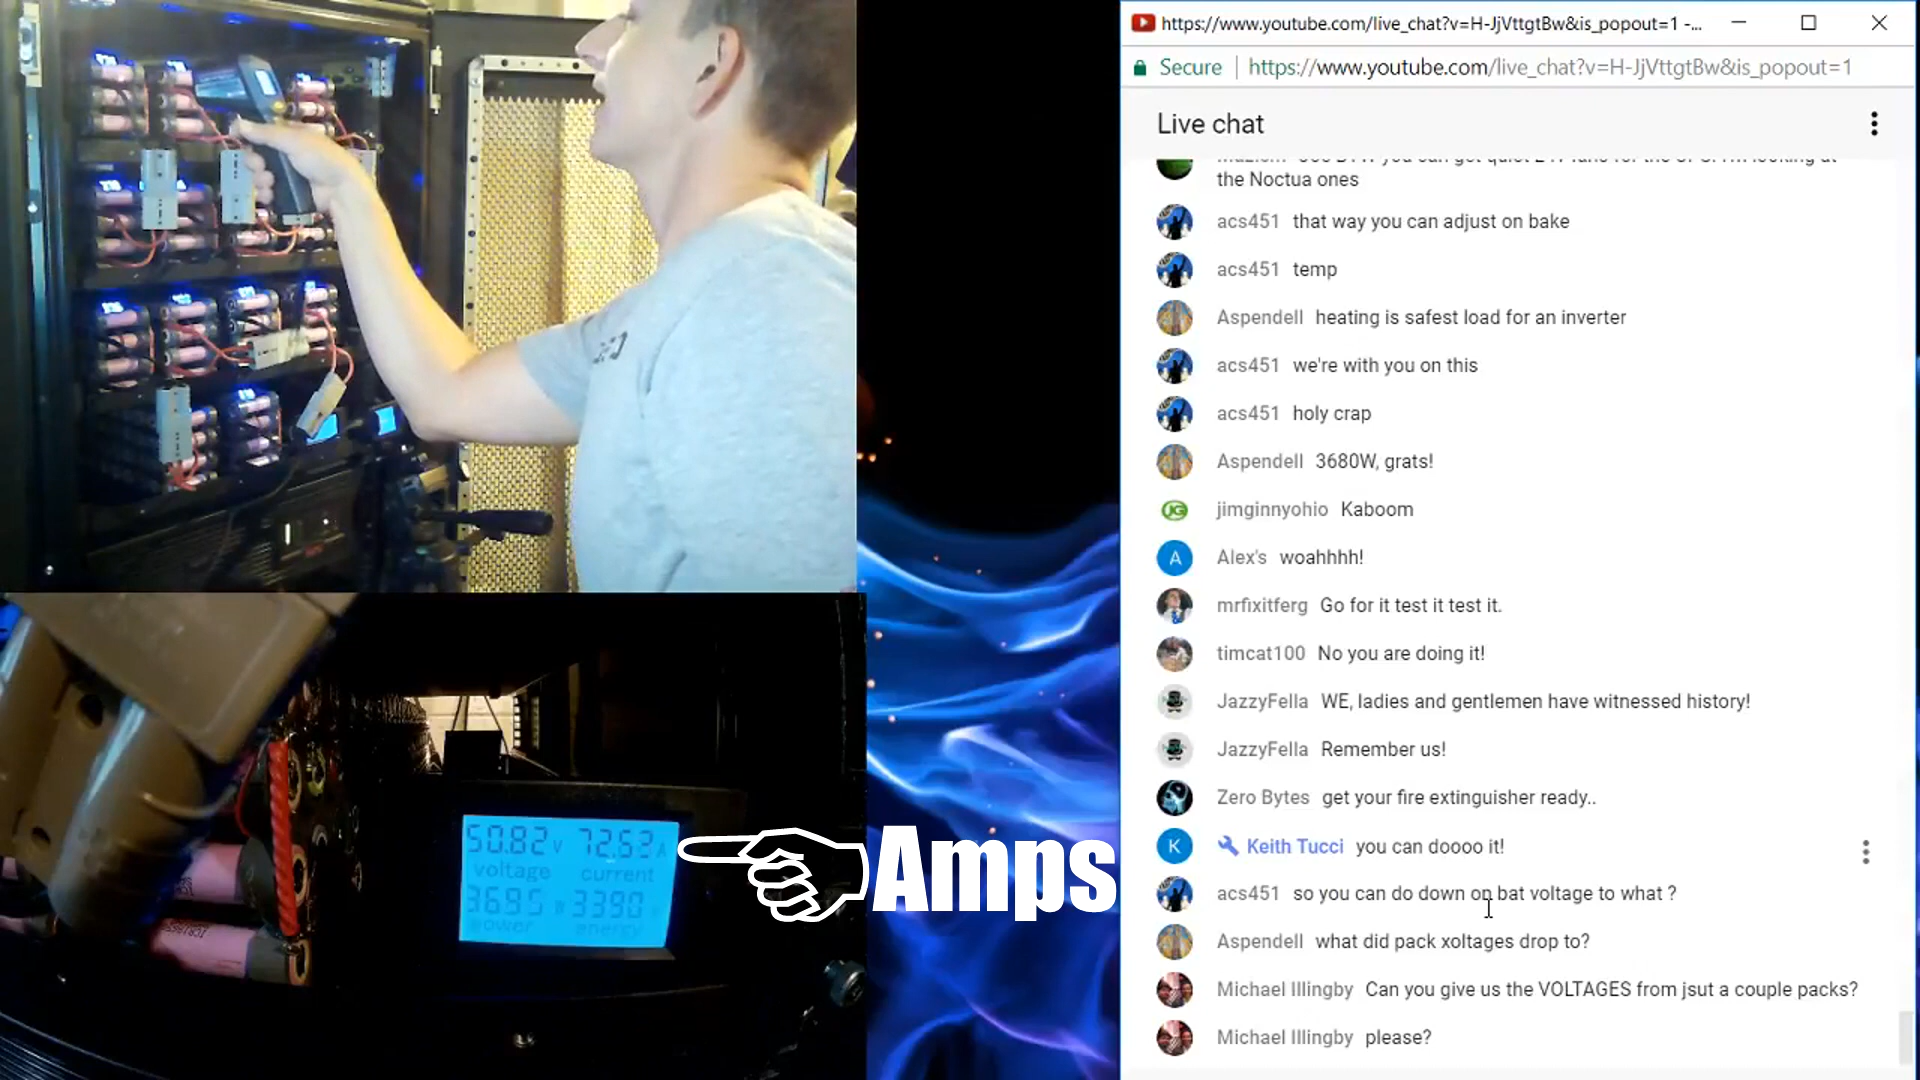 https://www.youtube.com/live_chat?v=H-JjVttgtBw&is_popout=1 -...
Secure https://www.youtube.com/live_chat?v=H-JjVttgtBw&is_popout=1
Live chat
the Noctua ones
acs451 that way you can adjust on bake
acs451 temp
Aspendell heating is safest load for an inverter
acs451 we're with you on this
acs451 holy crap
Aspendell 3680W, grats!
jimginnyohio Kaboom
A Alex's woahhhh!
mrfixitferg Go for it test it test it.
timcat100 No you are doing it!
JazzyFella WE, ladies and gentlemen have witnessed history!
JazzyFella Remember us!
Zero Bytes get your fire extinguisher ready..
K Keith Tucci you can doooo it!
acs451 so you can do down on bat voltage to what ?
Aspendell what did pack xoltages drop to?
Michael Illingby Can you give us the VOLTAGES from jsut a couple packs?
Michael Illingby please?
50.82 V 72.53 A
voltage current
3695 W 3390
power energy
Amps